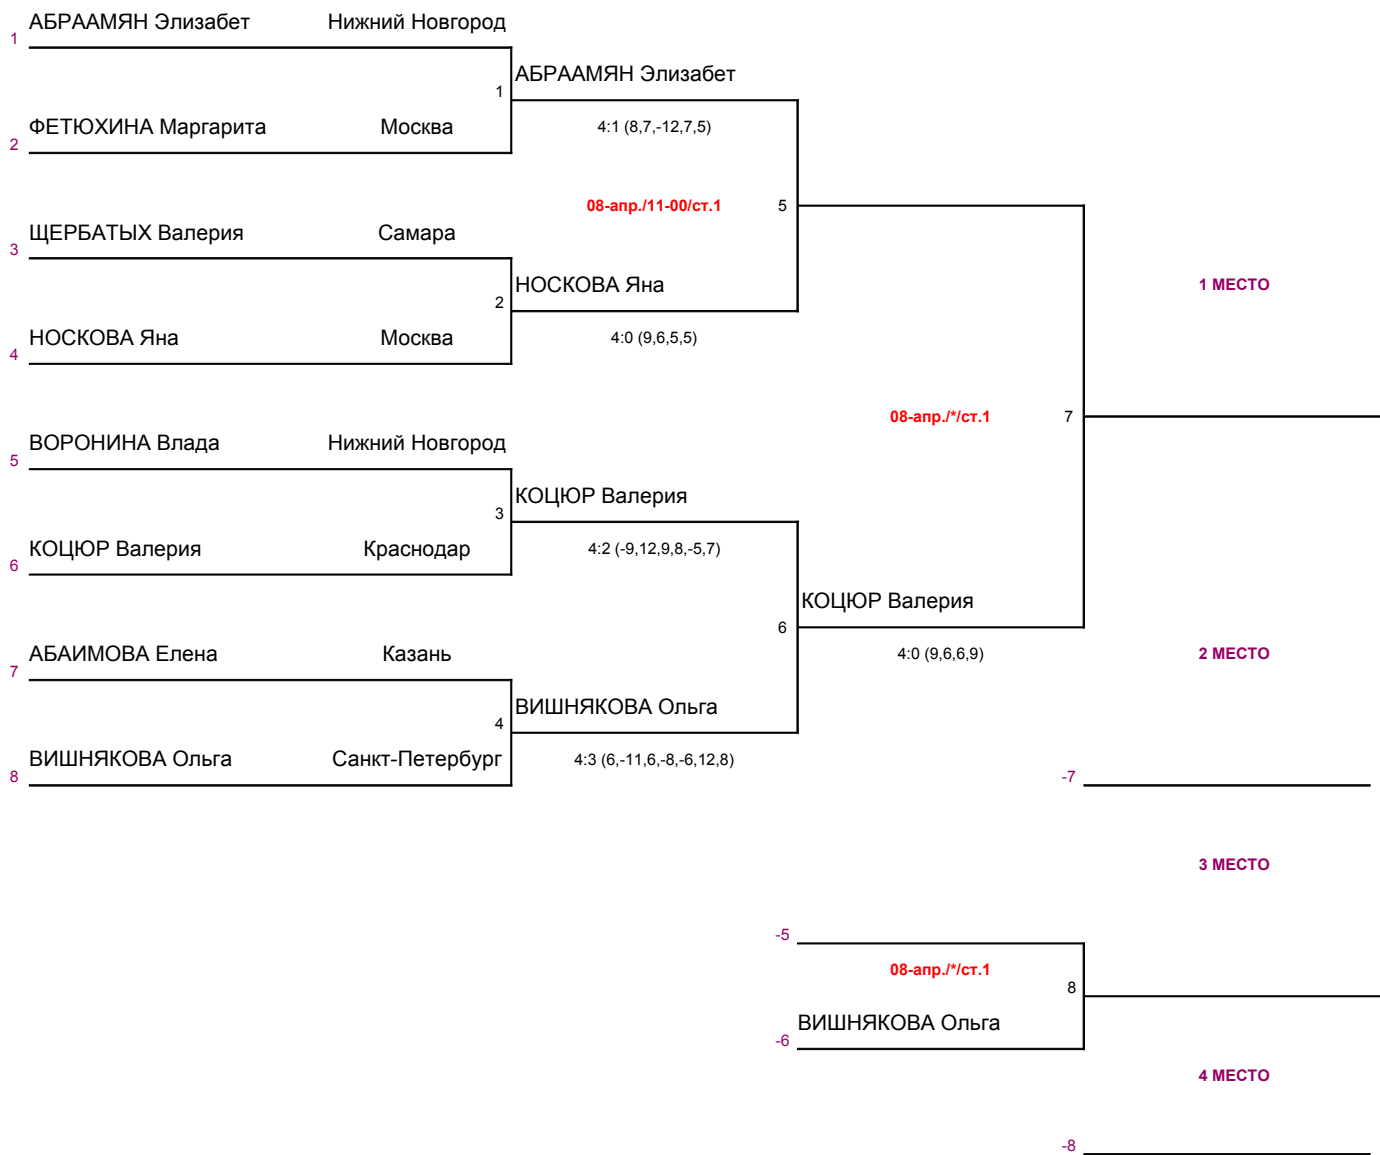 АБРААМЯН Элизабет Нижний Новгород
1
АБРААМЯН Элизабет
1
ФЕТЮХИНА Маргарита Москва
4:1 (8,7,-12,7,5)
2
08-апр./11-00/ст.1 5
ЩЕРБАТЫХ Валерия Самара
3
НОСКОВА Яна
1 МЕСТО
2
НОСКОВА Яна Москва
4:0 (9,6,5,5)
4
08-апр./*/ст.1 7
ВОРОНИНА Влада Нижний Новгород
5
КОЦЮР Валерия
3
КОЦЮР Валерия Краснодар
4:2 (-9,12,9,8,-5,7)
6
КОЦЮР Валерия
6
АБАИМОВА Елена Казань
4:0 (9,6,6,9)
2 МЕСТО
7
ВИШНЯКОВА Ольга
4
ВИШНЯКОВА Ольга Санкт-Петербург
4:3 (6,-11,6,-8,-6,12,8)
8
-7
3 МЕСТО
-5
08-апр./*/ст.1
8
ВИШНЯКОВА Ольга
-6
4 МЕСТО
-8